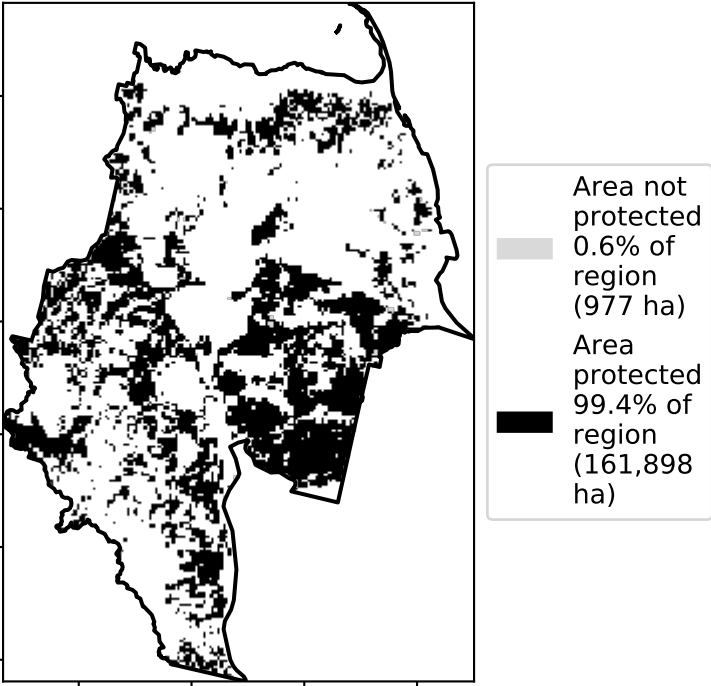 Area not
protected
0.6% of
region
(977 ha)
Area
protected
99.4% of
region
(161,898
ha)